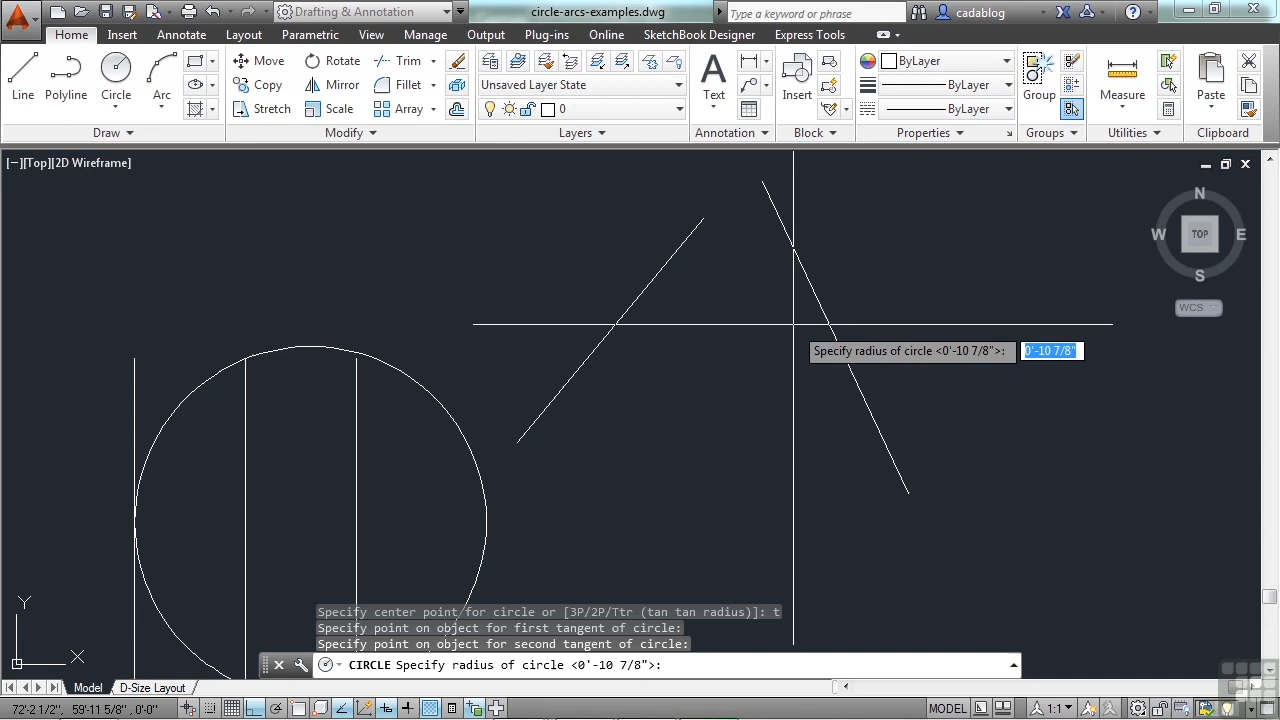 Drafting & Annotation
circle-arcs-examples.dwg
Type a keyword or phrase
cadablog
Home Insert Annotate Layout Parametric View Manage Output Plug-ins Online SketchBook Designer Express Tools
Line Polyline Circle Arc
Move Rotate Trim
Copy Mirror Fillet
Stretch Scale Array
Unsaved Layer State
0
Text
Insert
ByLayer
ByLayer
ByLayer
Group
Measure
Paste
Draw Modify Layers Annotation Block Properties Groups Utilities Clipboard
[−][Top][2D Wireframe]
N
W TOP E
S
WCS
Specify radius of circle <0'-10 7/8">: 0'-10 7/8"
Y
X
Specify center point for circle or [3P/2P/Ttr (tan tan radius)]: t
Specify point on object for first tangent of circle:
Specify point on object for second tangent of circle:
CIRCLE Specify radius of circle <0'-10 7/8">:
Model D-Size Layout
72'-2 1/2", 59'-11 5/8" , 0'-0" MODEL 1:1